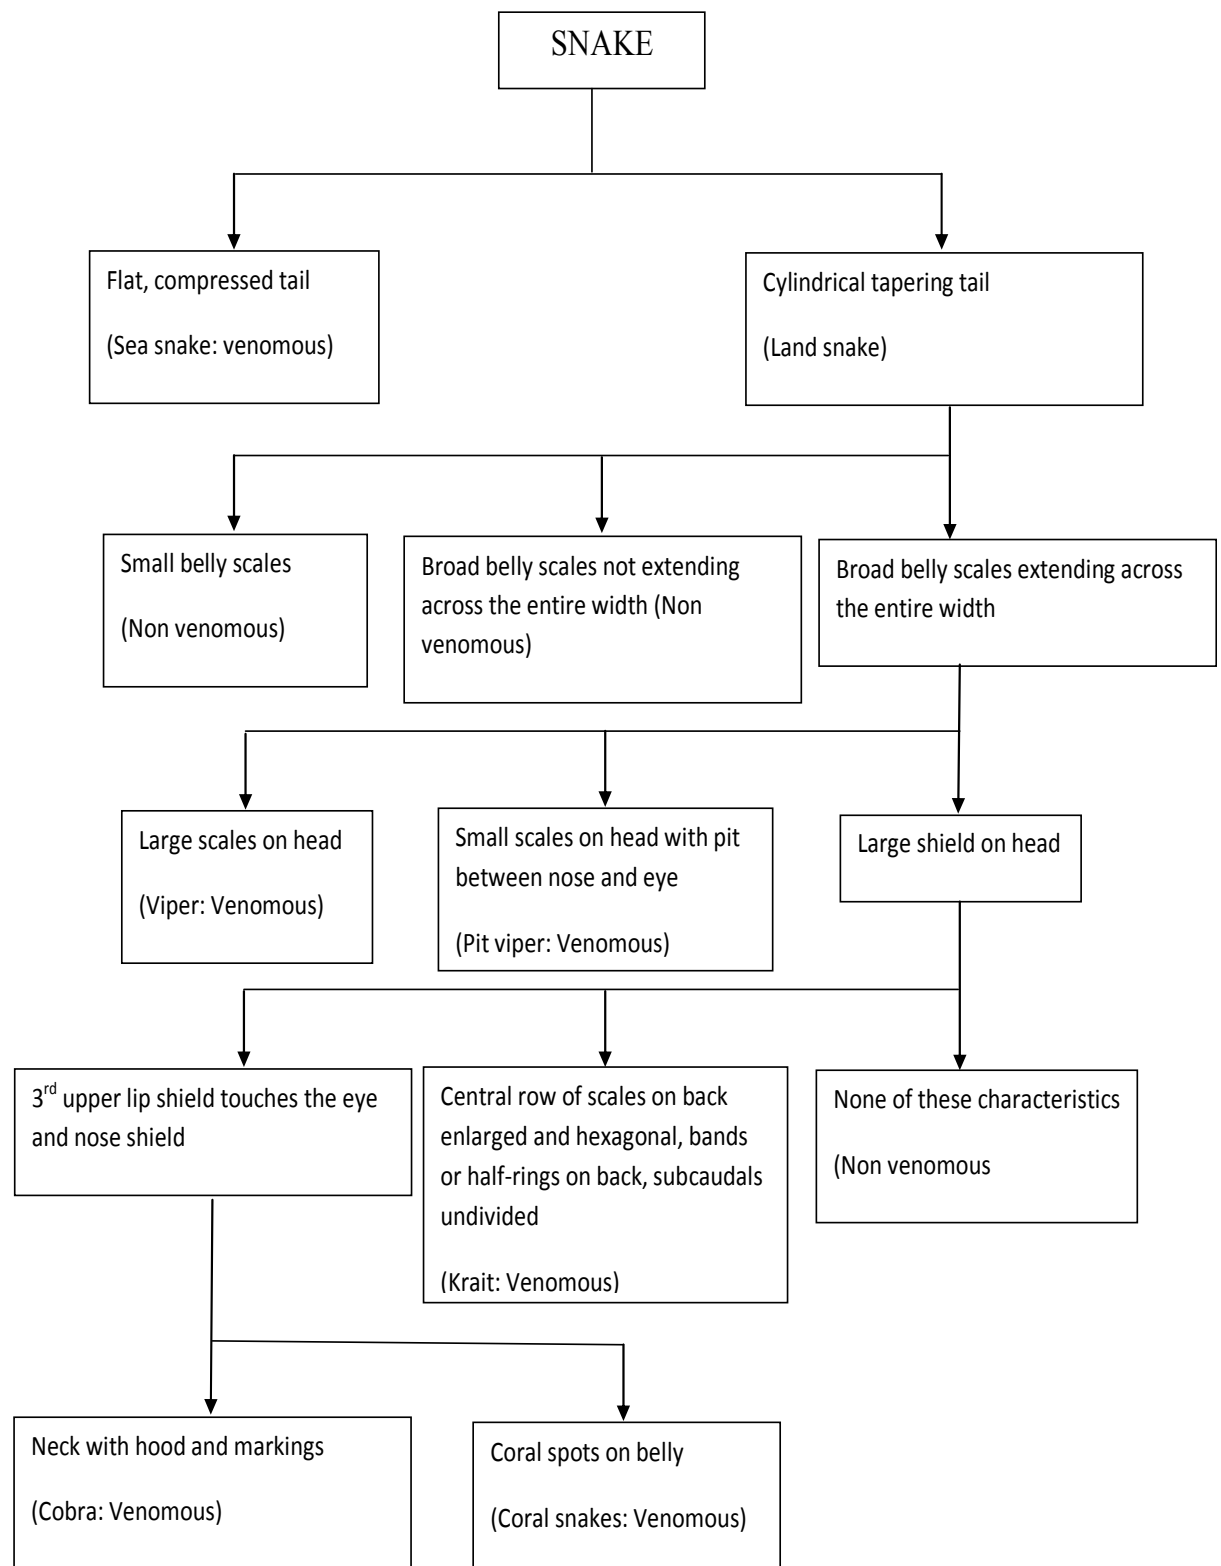 SNAKE
Flat, compressed tail
(Sea snake: venomous)
Cylindrical tapering tail
(Land snake)
Small belly scales
(Non venomous)
Broad belly scales not extending
across the entire width (Non
venomous)
Broad belly scales extending across
the entire width
Large scales on head
(Viper: Venomous)
Small scales on head with pit
between nose and eye
(Pit viper: Venomous)
Large shield on head
3rd upper lip shield touches the eye
and nose shield
Central row of scales on back
enlarged and hexagonal, bands
or half-rings on back, subcaudals
undivided
(Krait: Venomous)
None of these characteristics
(Non venomous
Neck with hood and markings
(Cobra: Venomous)
Coral spots on belly
(Coral snakes: Venomous)